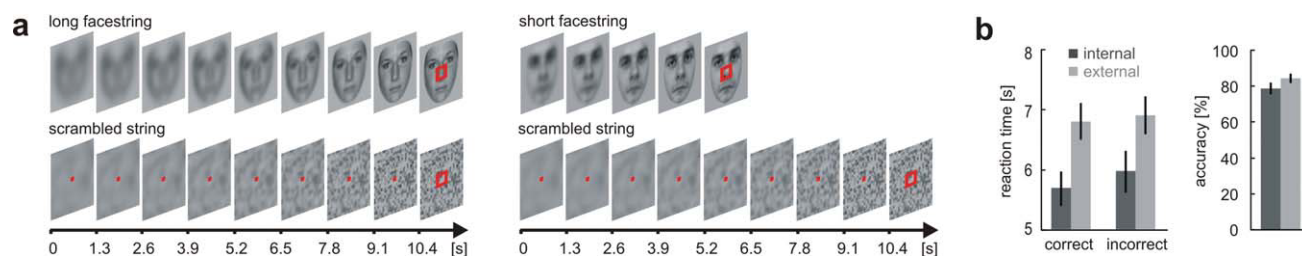 a
long facestring
scrambled string
0 1.3 2.6 3.9 5.2 6.5 7.8 9.1 10.4 [s]
short facestring
scrambled string
0 1.3 2.6 3.9 5.2 6.5 7.8 9.1 10.4 [s]
b
reaction time [s]
8
7
6
5
internal
external
correct incorrect
accuracy [%]
100
80
60
40
20
0